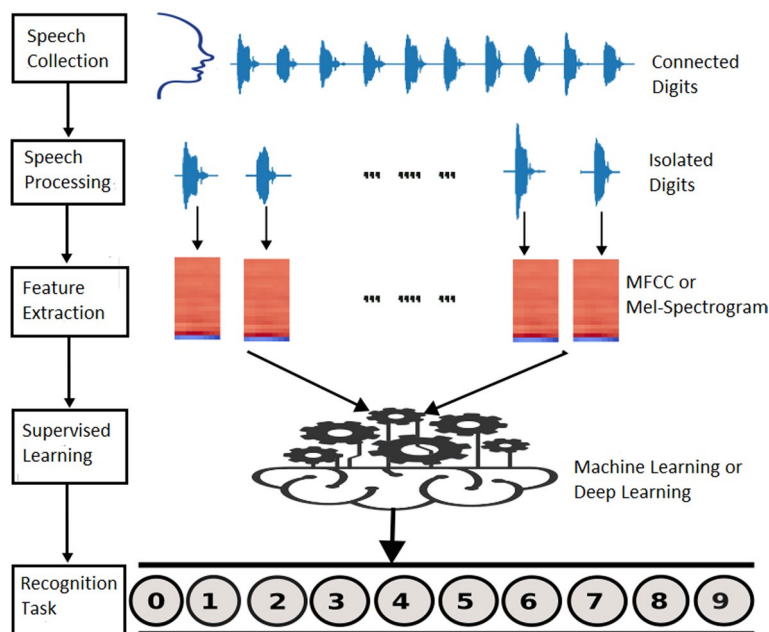 Speech
Collection
Connected
Digits
Speech
Processing
Isolated
Digits
Feature
Extraction
MFCC or
Mel-Spectrogram
Supervised
Learning
Machine Learning or
Deep Learning
Recognition
Task
0 1 2 3 4 5 6 7 8 9